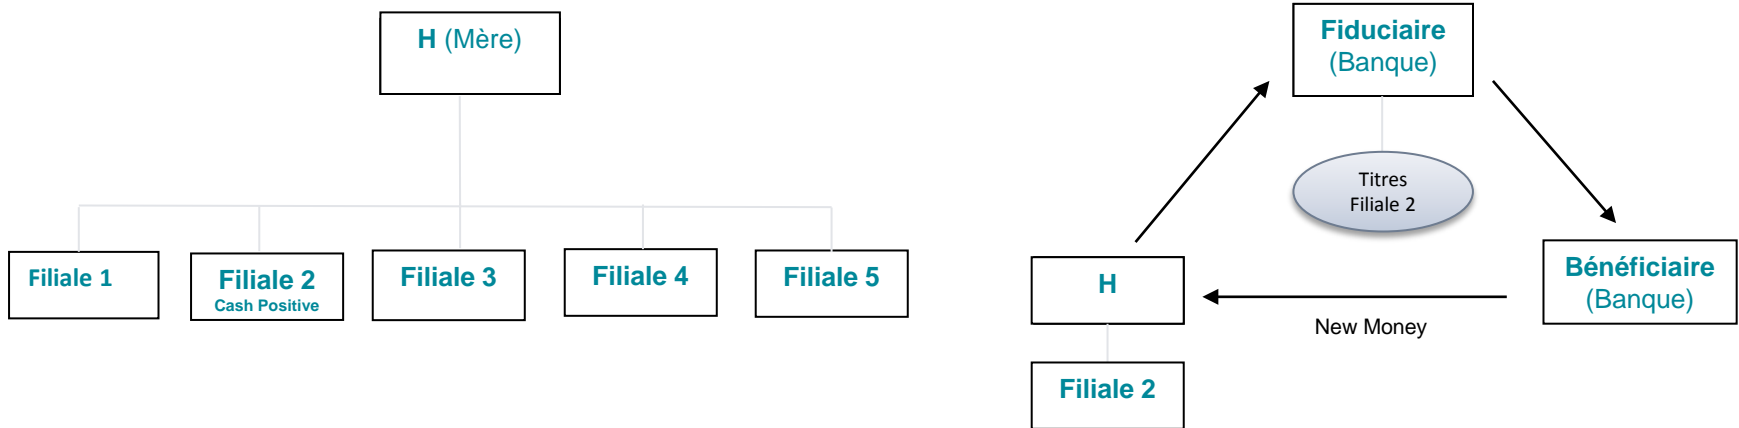 H (Mère)
Filiale 1
Filiale 2
Cash Positive
Filiale 3
Filiale 4
Filiale 5
Fiduciaire
(Banque)
Titres
Filiale 2
H
Bénéficiaire
(Banque)
New Money
Filiale 2